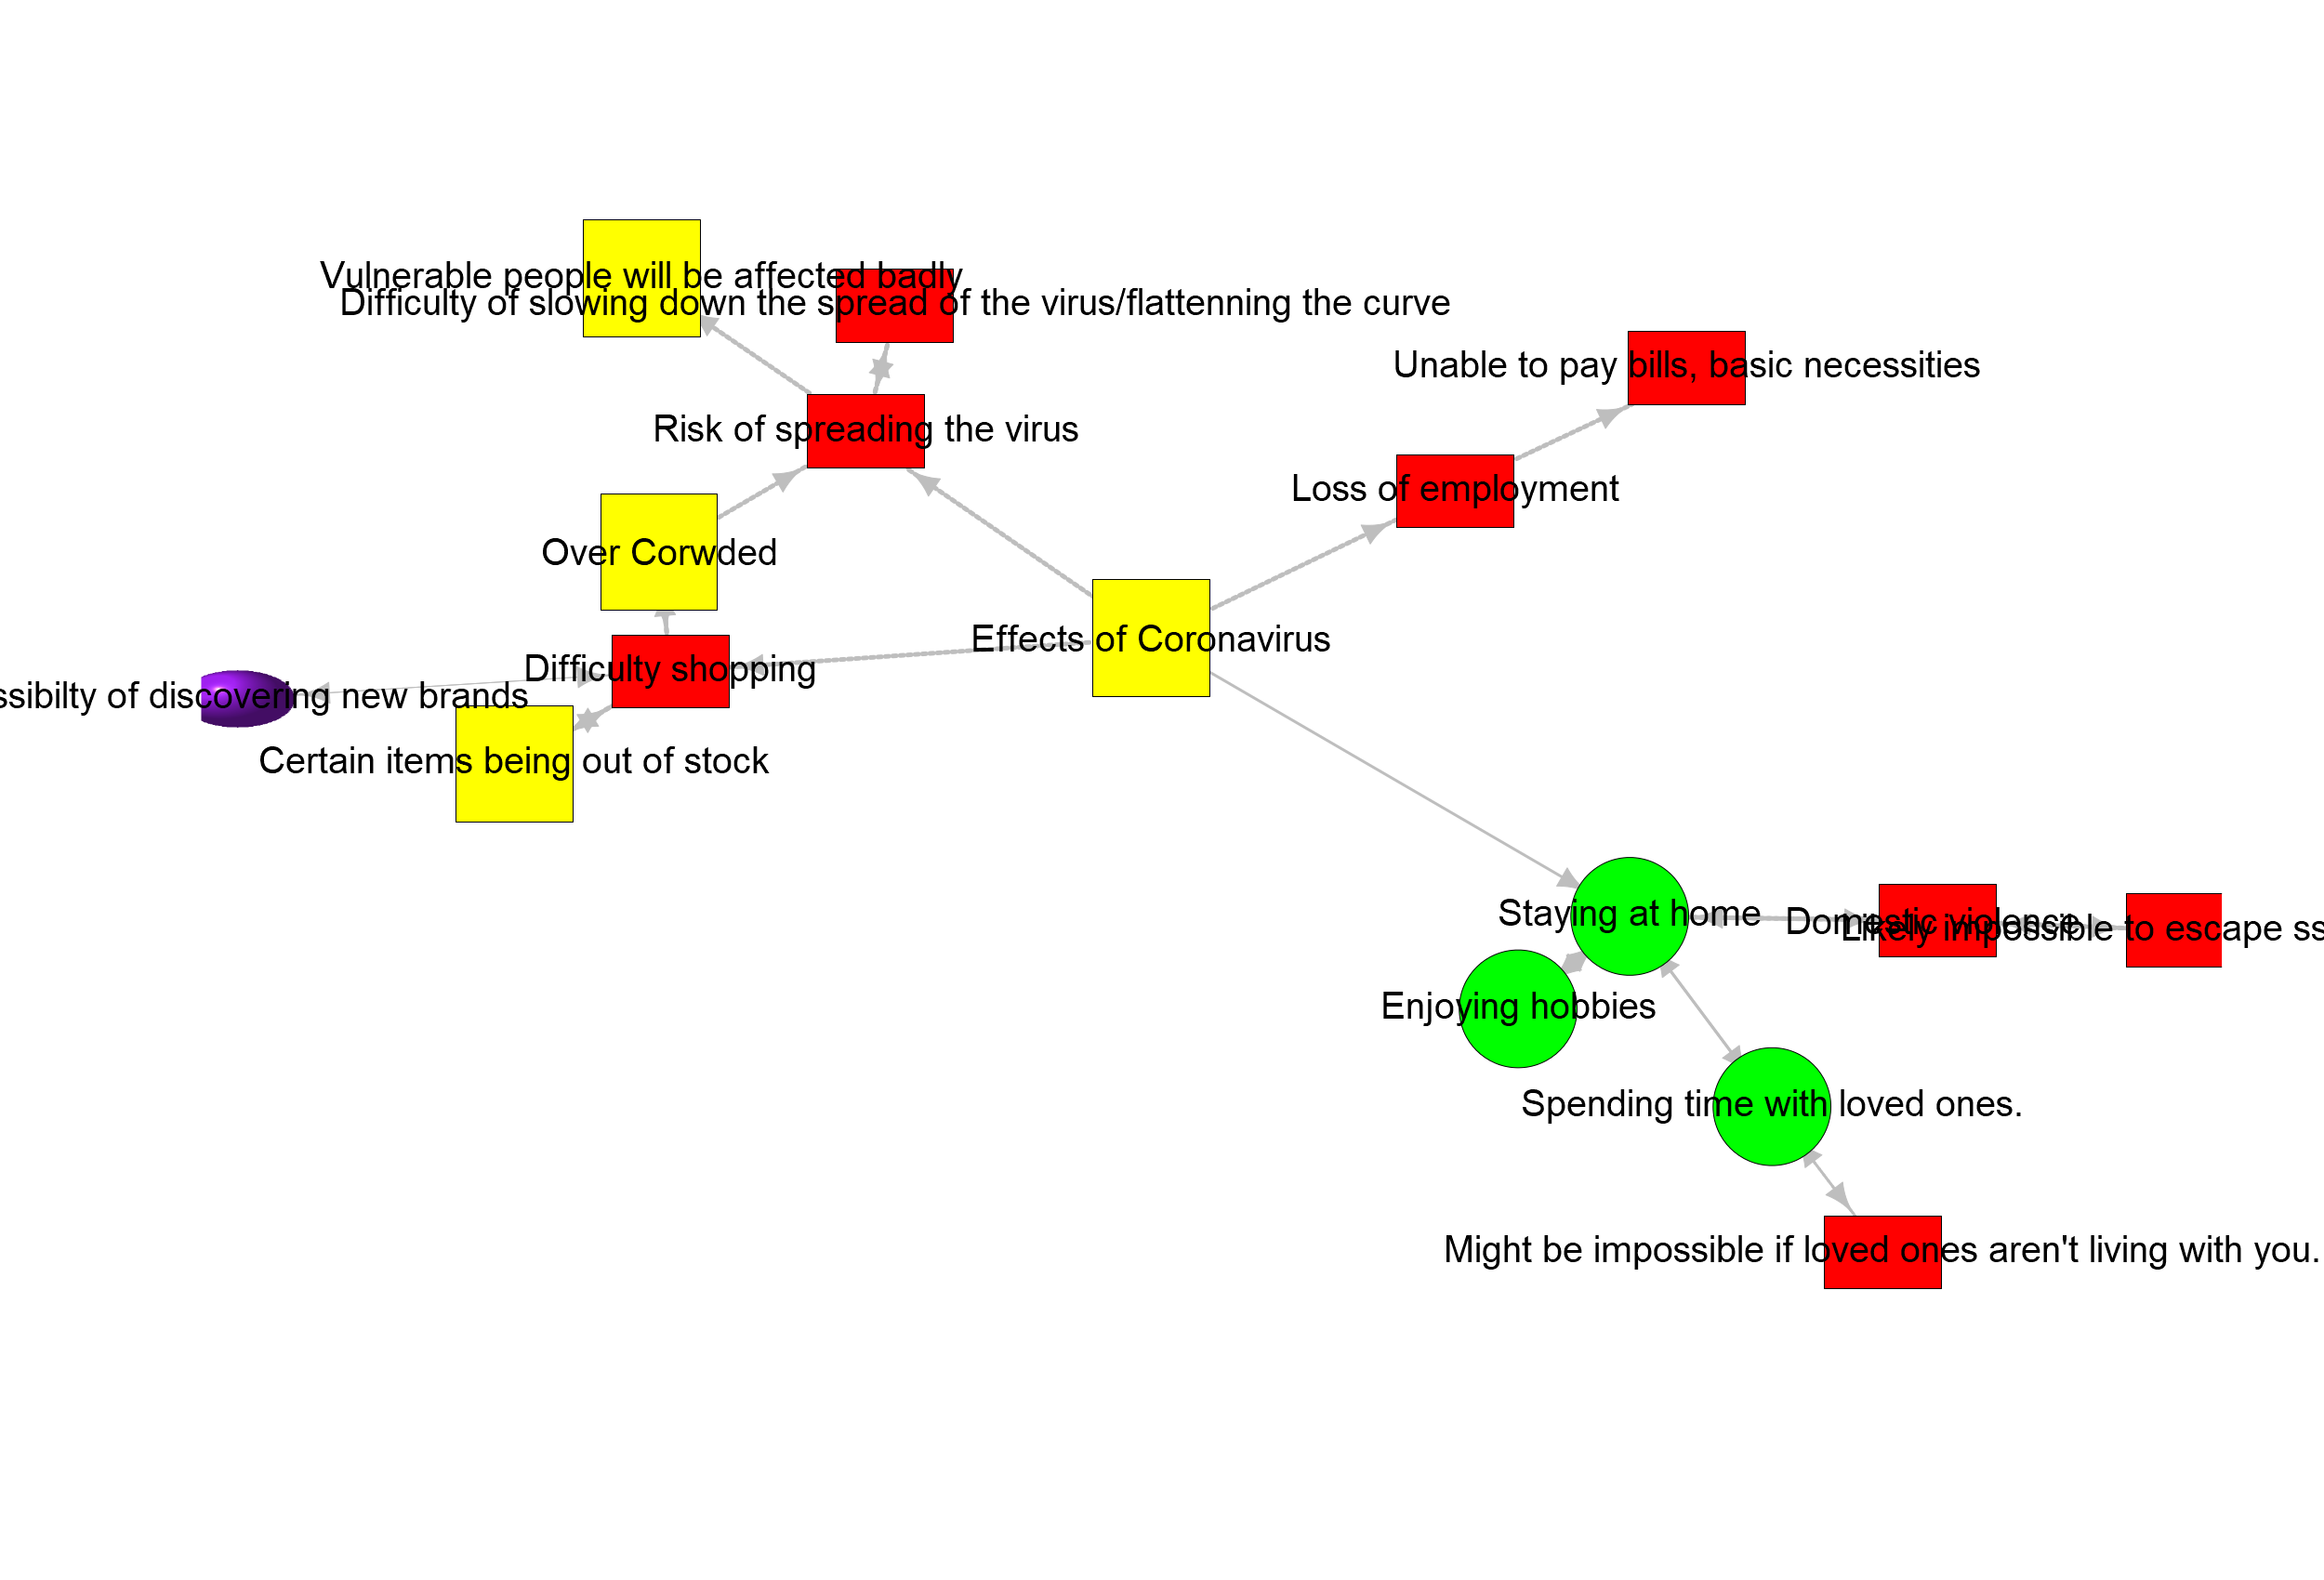 Vulnerable people will be affected badly
Difficulty of slowing down the spread of the virus/flattenning the curve
Unable to pay bills, basic necessities
Risk of spreading the virus
Loss of employment
Over Corwded
Effects of Coronavirus
Difficulty shopping
of discovering new brands
Certain items being out of stock
Staying at home
Domestic violence
Likely impossible to escape
Enjoying hobbies
Spending time with loved ones.
Might be impossible if loved ones aren't living with you.